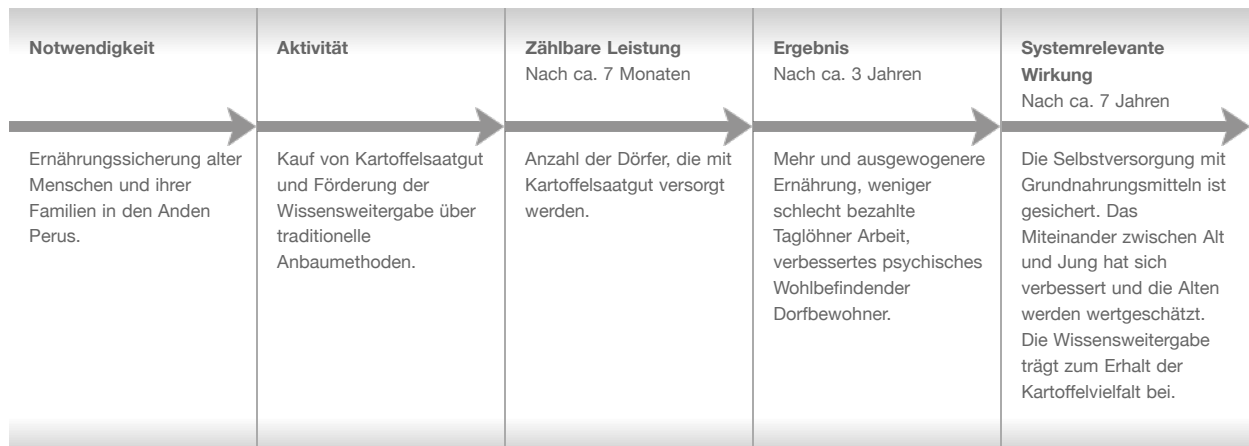 Notwendigkeit
Aktivität
Zählbare Leistung
Nach ca. 7 Monaten
Ergebnis
Nach ca. 3 Jahren
Systemrelevante
Wirkung
Nach ca. 7 Jahren
Ernährungssicherung alter
Menschen und ihrer
Familien in den Anden
Perus.
Kauf von Kartoffelsaatgut
und Förderung der
Wissensweitergabe über
traditionelle
Anbaumethoden.
Anzahl der Dörfer, die mit
Kartoffelsaatgut versorgt
werden.
Mehr und ausgewogenere
Ernährung, weniger
schlecht bezahlte
Taglöhner Arbeit,
verbessertes psychisches
Wohlbefindender
Dorfbewohner.
Die Selbstversorgung mit
Grundnahrungsmitteln ist
gesichert. Das
Miteinander zwischen Alt
und Jung hat sich
verbessert und die Alten
werden wertgeschätzt.
Die Wissensweitergabe
trägt zum Erhalt der
Kartoffelvielfalt bei.